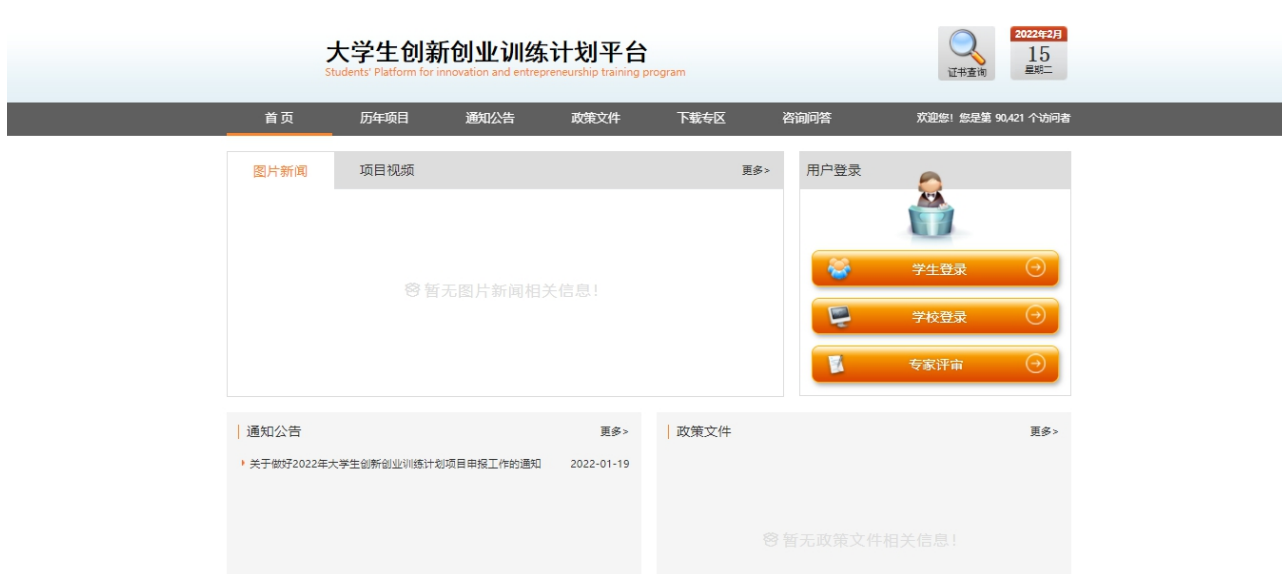 大学生创新创业训练计划平台
Students' Platform for innovation and entrepreneurship training program
证书查询
2022年2月
15
星期二
首页 历年项目 通知公告 政策文件 下载专区 咨询问答 欢迎您！您是第 90,421 个访问者
图片新闻 项目视频 更多>
用户登录
暂无图片新闻相关信息！
学生登录
学校登录
专家评审
通知公告 更多>
关于做好2022年大学生创新创业训练计划项目申报工作的通知 2022-01-19
政策文件 更多>
暂无政策文件相关信息！